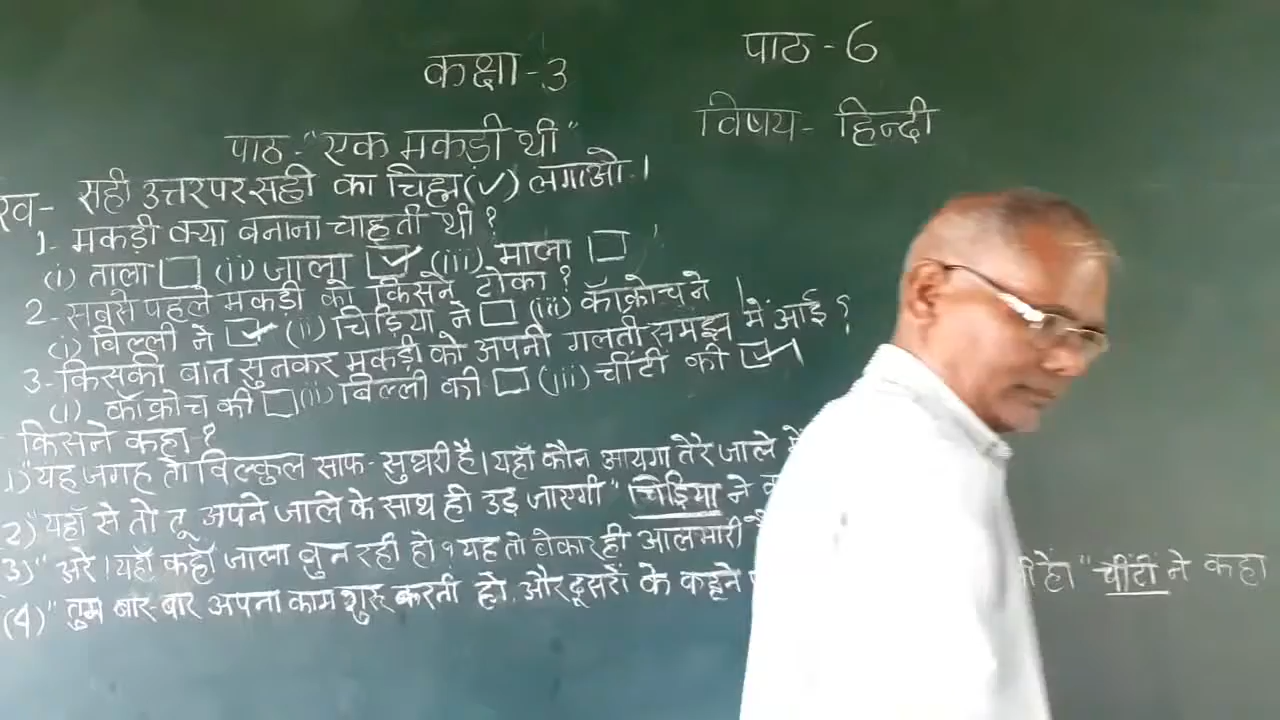 कक्षा-3
पाठ-6
विषय- हिन्दी
पाठ-"एक मकड़ी थी"
ख- सही उत्तर पर सही का चिह्न (✓) लगाओ।
1- मकड़ी क्या बनाना चाहती थी?
(i) ताला □ (ii) जाला ☑ (iii) माला □
2- सबसे पहले मकड़ी को किसने टोका?
(i) बिल्ली ने ☑ (ii) चिड़िया ने □ (iii) कॉक्रोच ने
3- किसकी बात सुनकर मकड़ी को अपनी गलती समझ में आई?
(i) कॉक्रोच की □ (ii) बिल्ली की □ (iii) चींटी की ☑
किसने कहा?
1) "यह जगह तो बिल्कुल साफ-सुथरी है। यहाँ कौन आयगा तेरे जाले में
2) "यहाँ से तो तू अपने जाले के साथ ही उड़ जाएगी" चिड़िया ने
3) "अरे! यहाँ कहाँ जाला बुन रही हो? यह तो बेकार ही आलमारी
(4) "तुम बार-बार अपना काम शुरू करती हो, और दूसरों के कहने हो।" चींटी ने कहा